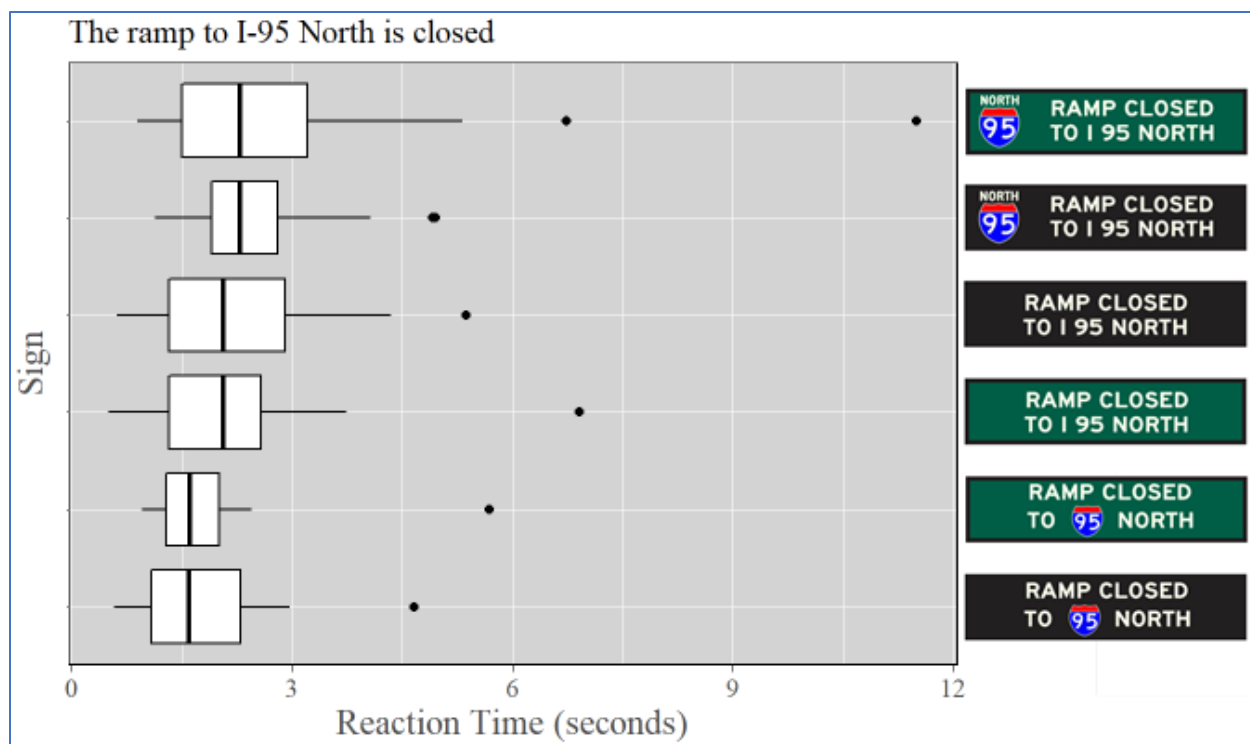 The ramp to I-95 North is closed
NORTH
95
RAMP CLOSED
TO I 95 NORTH
NORTH
95
RAMP CLOSED
TO I 95 NORTH
RAMP CLOSED
TO I 95 NORTH
RAMP CLOSED
TO I 95 NORTH
RAMP CLOSED
TO 95 NORTH
RAMP CLOSED
TO 95 NORTH
Sign
0 3 6 9 12
Reaction Time (seconds)